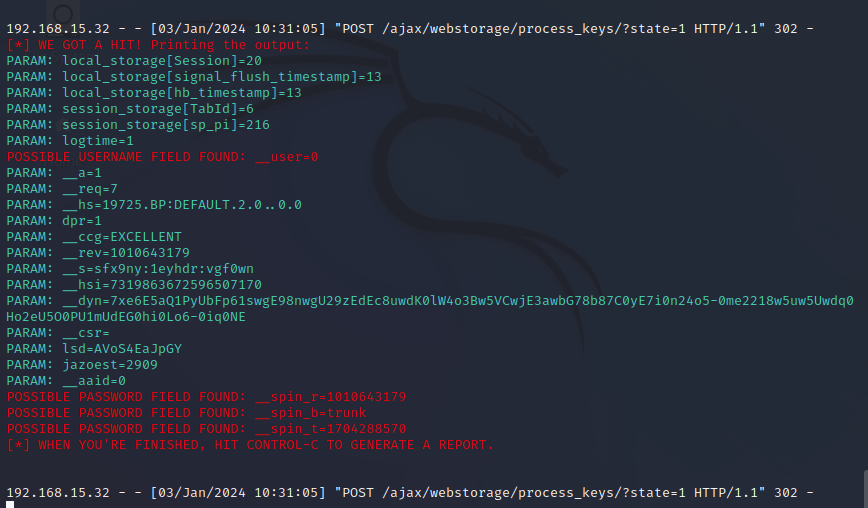 192.168.15.32 - - [03/Jan/2024 10:31:05] "POST /ajax/webstorage/process_keys/?state=1 HTTP/1.1" 302 -
[*] WE GOT A HIT! Printing the output:
PARAM: local_storage[Session]=20
PARAM: local_storage[signal_flush_timestamp]=13
PARAM: local_storage[hb_timestamp]=13
PARAM: session_storage[TabId]=6
PARAM: session_storage[sp_pi]=216
PARAM: logtime=1
POSSIBLE USERNAME FIELD FOUND: __user=0
PARAM: __a=1
PARAM: __req=7
PARAM: __hs=19725.BP:DEFAULT.2.0..0.0
PARAM: dpr=1
PARAM: __ccg=EXCELLENT
PARAM: __rev=1010643179
PARAM: __s=sfx9ny:1eyhdr:vgf0wn
PARAM: __hsi=7319863672596507170
PARAM: __dyn=7xe6E5aQ1PyUbFp61swgE98nwgU29zEdEc8uwdK0lW4o3Bw5VCwjE3awbG78b87C0yE7i0n24o5-0me2218w5uw5Uwdq0
Ho2eU5O0PU1mUdEG0hi0Lo6-0iq0NE
PARAM: __csr=
PARAM: lsd=AVoS4EaJpGY
PARAM: jazoest=2909
PARAM: __aaid=0
POSSIBLE PASSWORD FIELD FOUND: __spin_r=1010643179
POSSIBLE PASSWORD FIELD FOUND: __spin_b=trunk
POSSIBLE PASSWORD FIELD FOUND: __spin_t=1704288570
[*] WHEN YOU'RE FINISHED, HIT CONTROL-C TO GENERATE A REPORT.
192.168.15.32 - - [03/Jan/2024 10:31:05] "POST /ajax/webstorage/process_keys/?state=1 HTTP/1.1" 302 -